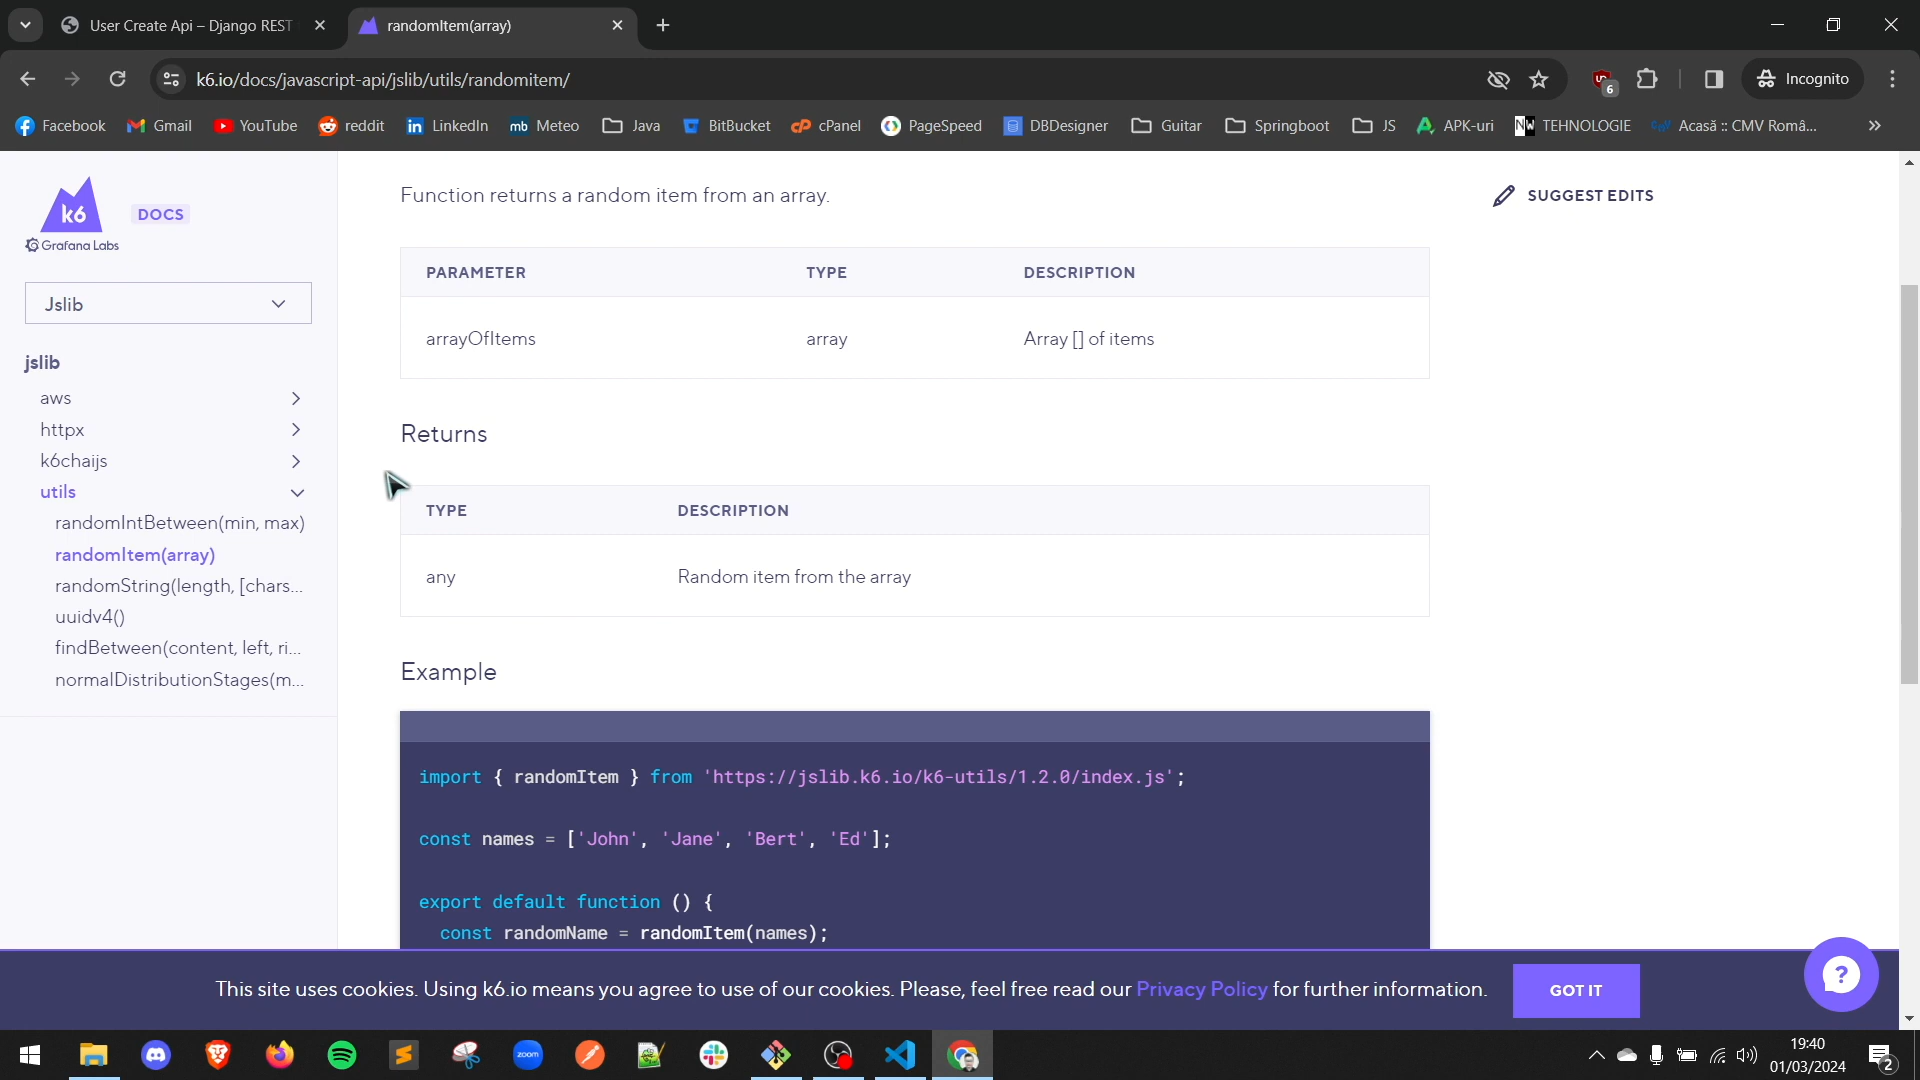 User Create Api – Django REST
randomItem(array)
k6.io/docs/javascript-api/jslib/utils/randomitem/
6
Incognito
Facebook
Gmail
YouTube
reddit
LinkedIn
mb
Meteo
Java
BitBucket
cPanel
PageSpeed
DBDesigner
Guitar
Springboot
JS
APK-uri
TEHNOLOGIE
Acasă :: CMV Româ...
k6
DOCS
Grafana Labs
Jslib
jslib
aws
httpx
k6chaijs
utils
randomIntBetween(min, max)
randomItem(array)
randomString(length, [chars...
uuidv4()
findBetween(content, left, ri...
normalDistributionStages(m...
Function returns a random item from an array.
SUGGEST EDITS
PARAMETER TYPE DESCRIPTION
arrayOfItems array Array [] of items
Returns
TYPE DESCRIPTION
any Random item from the array
Example
import { randomItem } from 'https://jslib.k6.io/k6-utils/1.2.0/index.js';
const names = ['John', 'Jane', 'Bert', 'Ed'];
export default function () {
const randomName = randomItem(names);
This site uses cookies. Using k6.io means you agree to use of our cookies. Please, feel free read our Privacy Policy for further information.
GOT IT
?
zoom
19:40
01/03/2024
2